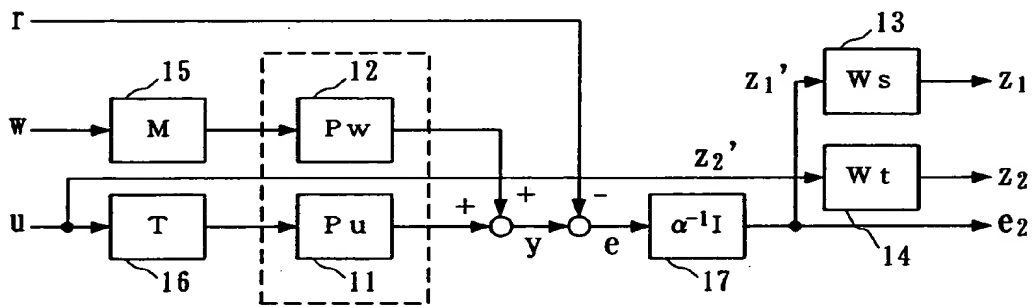 r
13
15
12
z₁'
Ws
z₁
w
M
Pw
z₂'
Wt
z₂
u
+
-
T
Pu
+
α⁻¹I
e₂
y
e
16
11
17
14